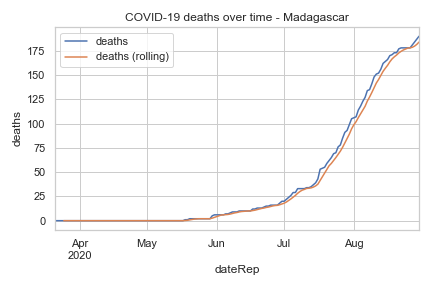 COVID-19 deaths over time - Madagascar
deaths
deaths (rolling)
175
150
125
100
75
50
25
0
deaths
Apr
2020
May
Jun
Jul
Aug
dateRep